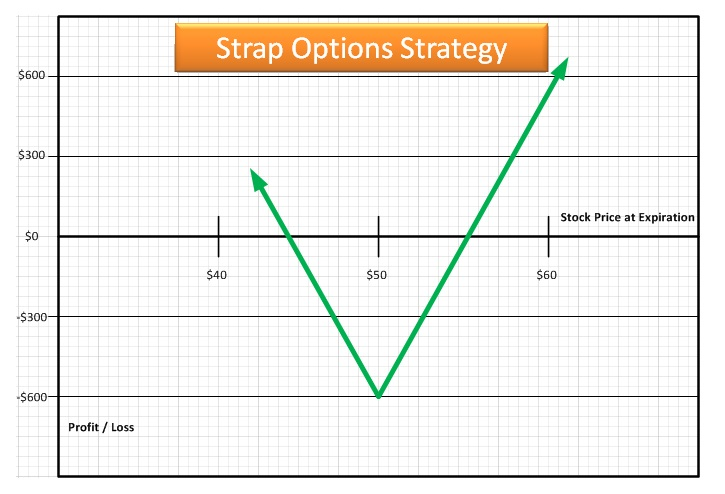 Strap Options Strategy
$600
$300
Stock Price at Expiration
$0
$40
$50
$60
-$300
-$600
Profit / Loss